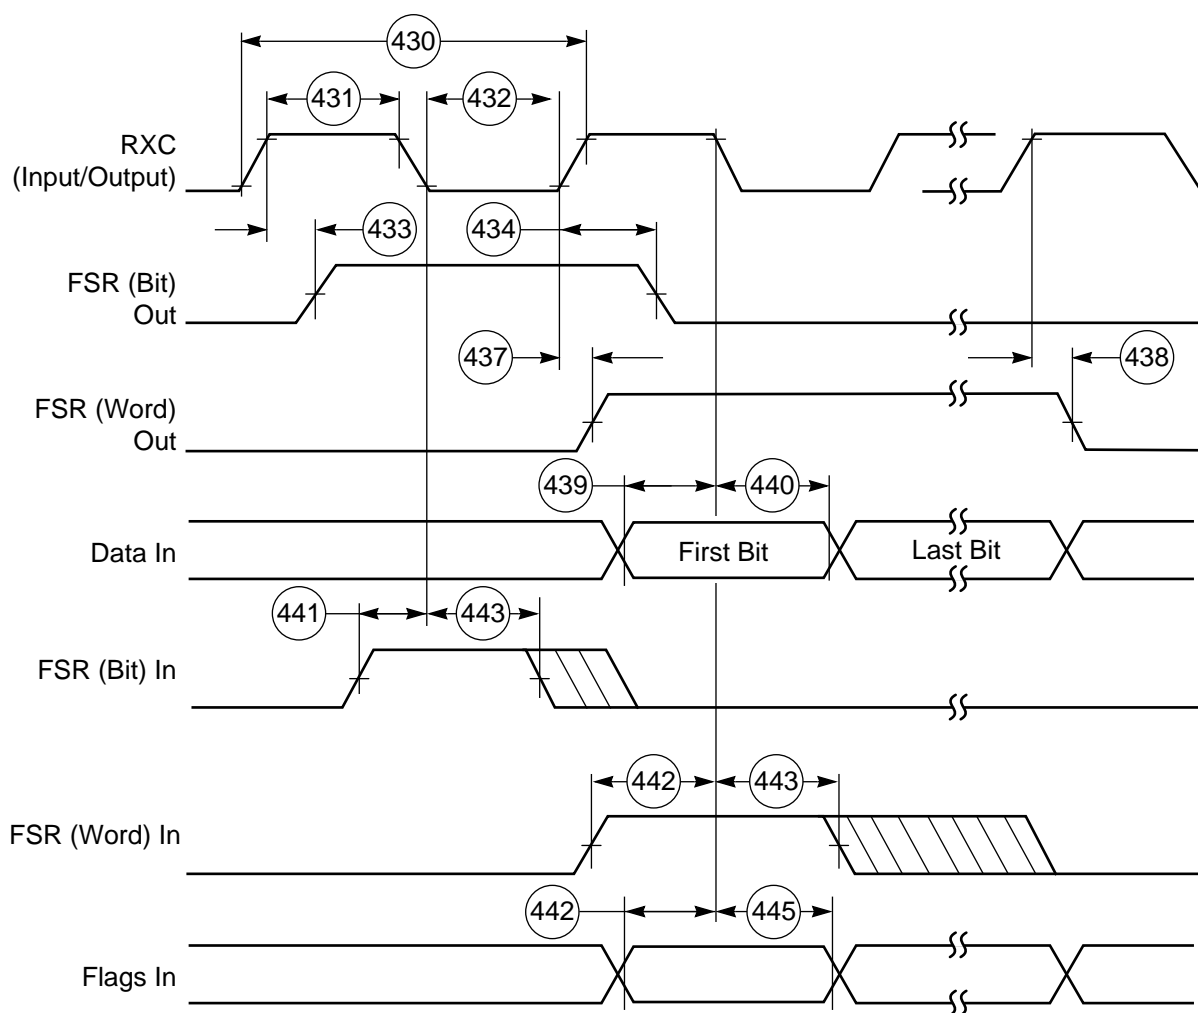 430
431
432
RXC
(Input/Output)
433
434
FSR (Bit)
Out
437
438
FSR (Word)
Out
439
440
Data In
First Bit
Last Bit
441
443
FSR (Bit) In
442
443
FSR (Word) In
442
445
Flags In